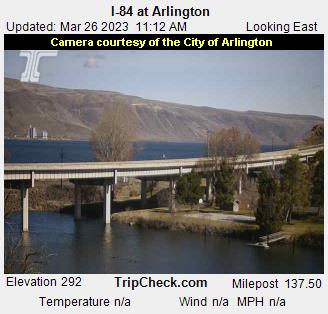 I-84 at Arlington
Updated: Mar 26 2023 11:12 AM Looking East
Camera courtesy of the City of Arlington
Elevation 292 TripCheck.com Milepost 137.50
Temperature n/a Wind n/a MPH n/a